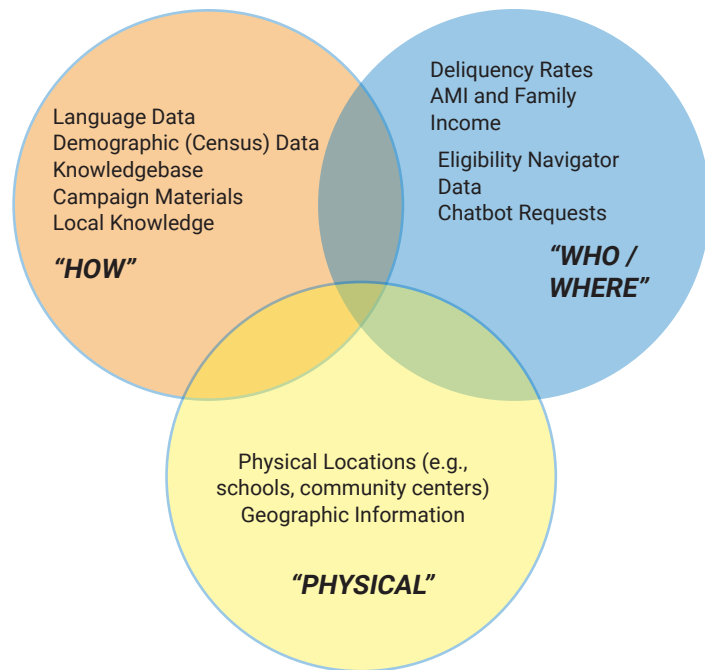 Language Data
Demographic (Census) Data
Knowledgebase
Campaign Materials
Local Knowledge
“HOW”
Deliquency Rates
AMI and Family
Income
Eligibility Navigator
Data
Chatbot Requests
“WHO /
WHERE”
Physical Locations (e.g.,
schools, community centers)
Geographic Information
“PHYSICAL”